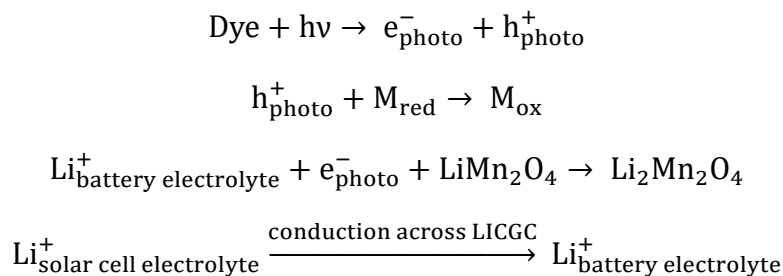 Dye + hν → e⁻photo + h⁺photo
h⁺photo + Mred → Mox
Li⁺battery electrolyte + e⁻photo + LiMn₂O₄ → Li₂Mn₂O₄
Li⁺solar cell electrolyte conduction across LICGC → Li⁺battery electrolyte